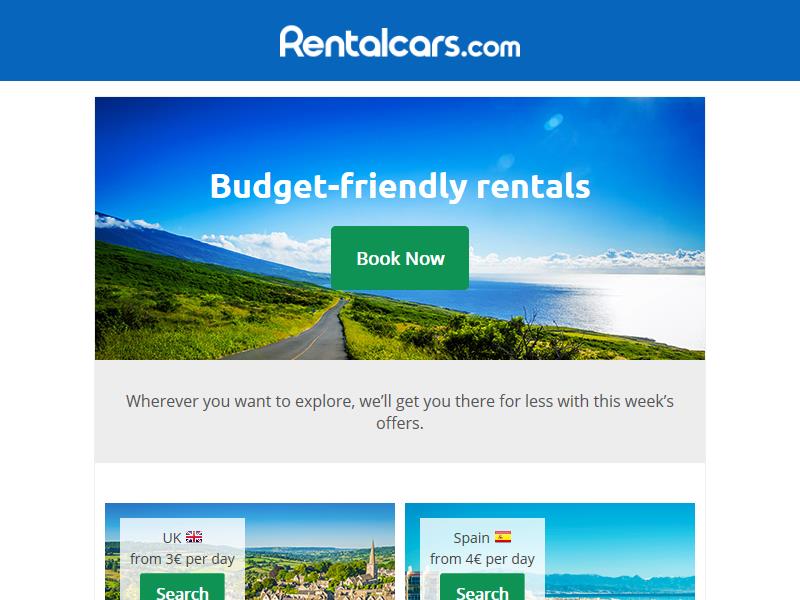 Rentalcars.com
Budget-friendly rentals
Book Now
Wherever you want to explore, we’ll get you there for less with this week’s
offers.
UK
from 3€ per day
Search
Spain
from 4€ per day
Search